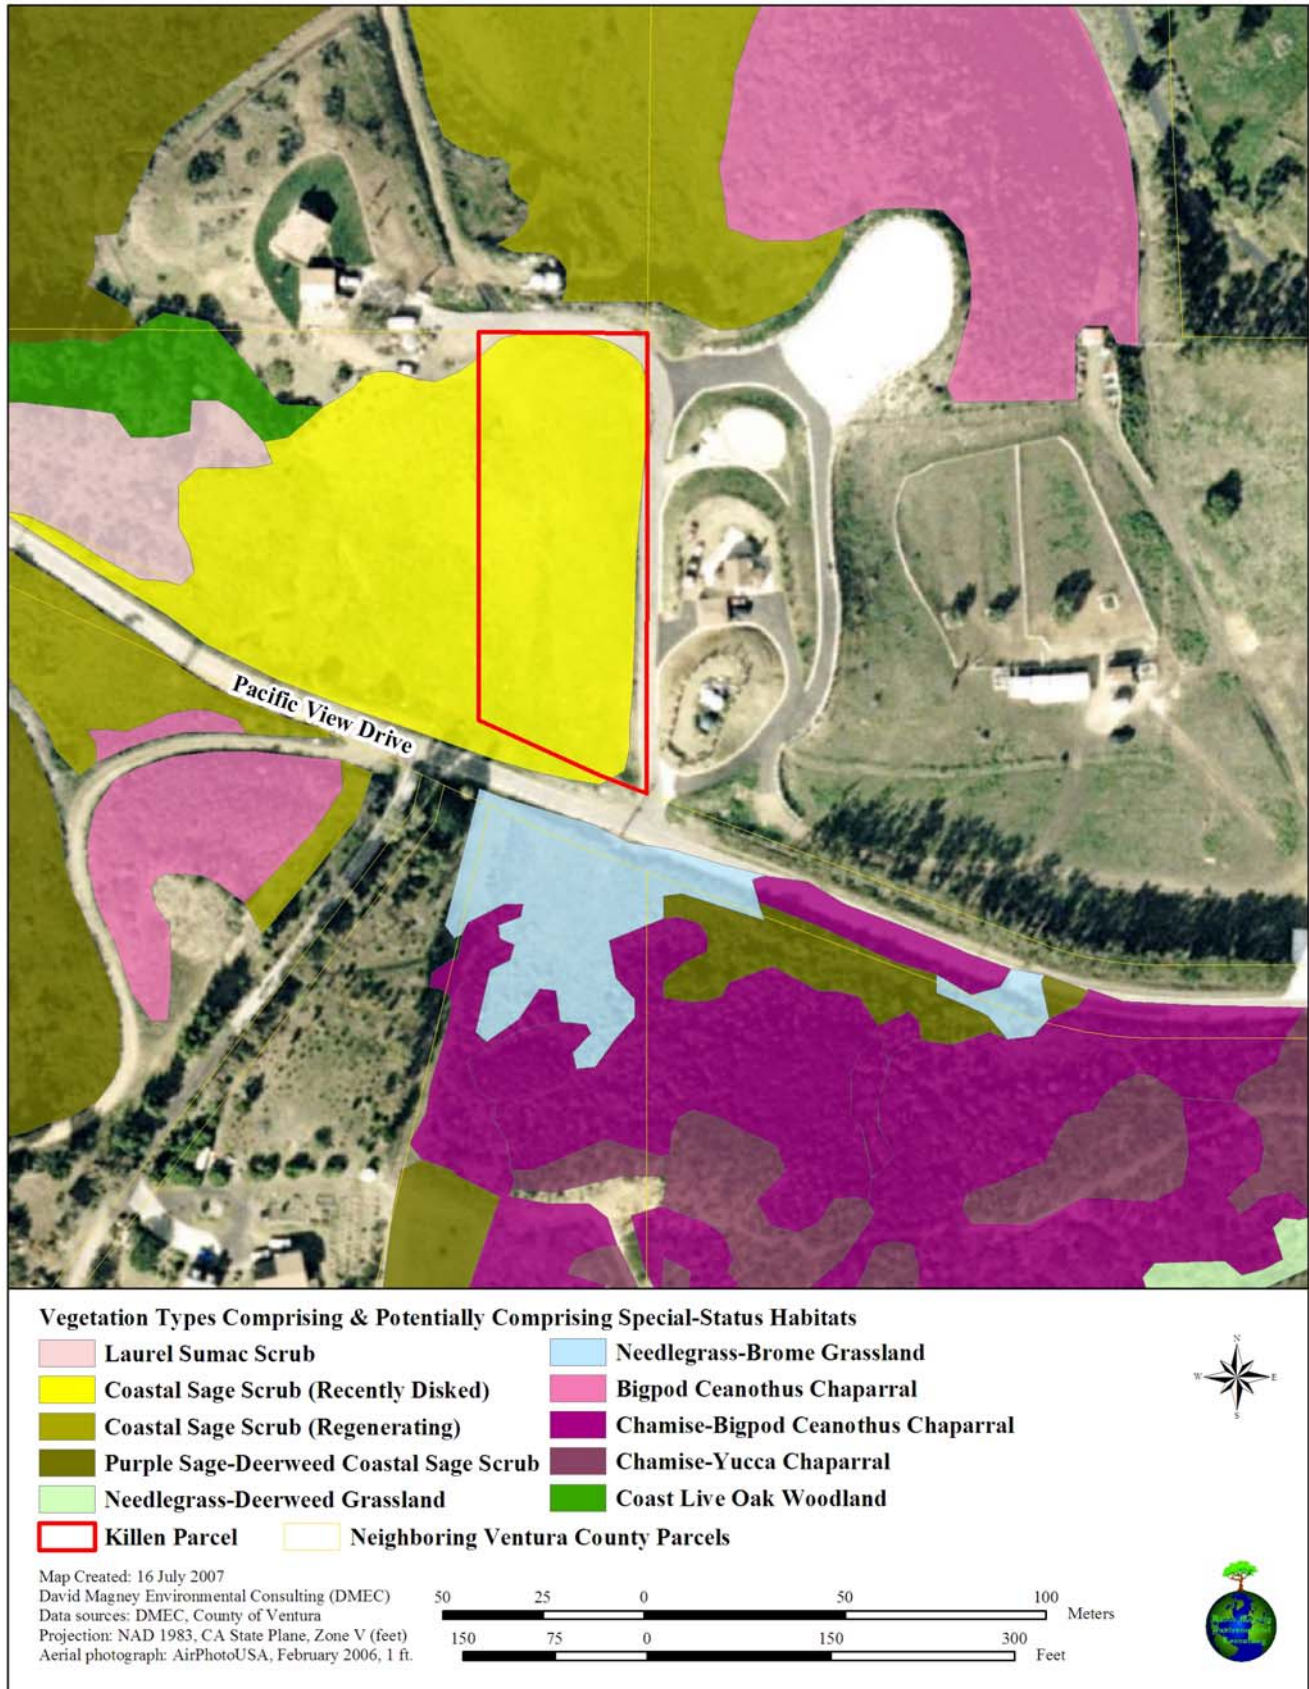 Pacific View Drive
Vegetation Types Comprising & Potentially Comprising Special-Status Habitats
Laurel Sumac Scrub
Coastal Sage Scrub (Recently Disked)
Coastal Sage Scrub (Regenerating)
Purple Sage-Deerweed Coastal Sage Scrub
Needlegrass-Deerweed Grassland
Needlegrass-Brome Grassland
Bigpod Ceanothus Chaparral
Chamise-Bigpod Ceanothus Chaparral
Chamise-Yucca Chaparral
Coast Live Oak Woodland
Killen Parcel
Neighboring Ventura County Parcels
N
W E
S
Map Created: 16 July 2007
David Magney Environmental Consulting (DMEC)
Data sources: DMEC, County of Ventura
Projection: NAD 1983, CA State Plane, Zone V (feet)
Aerial photograph: AirPhotoUSA, February 2006, 1 ft.
50 25 0 50 100
Meters
150 75 0 150 300
Feet